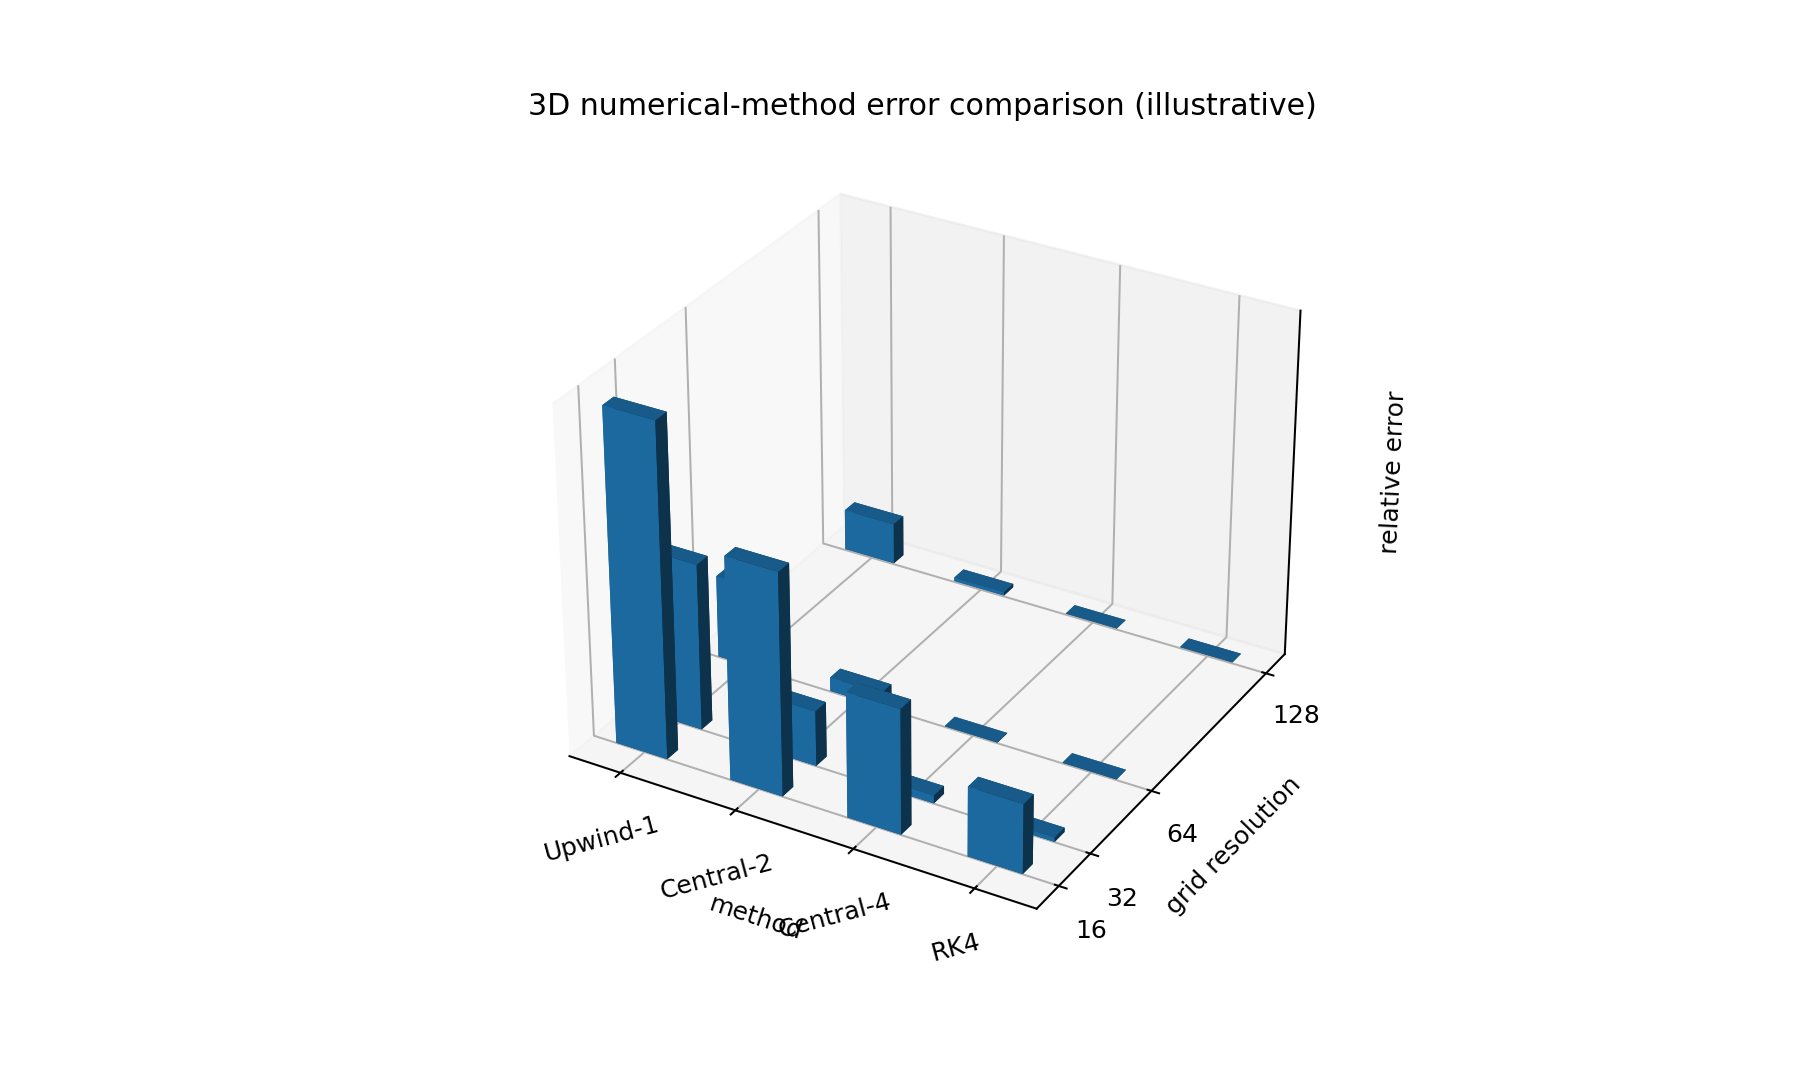 3D numerical-method error comparison (illustrative)
relative error
128
64
32
16
grid resolution
Upwind-1
Central-2
Central-4
RK4
method